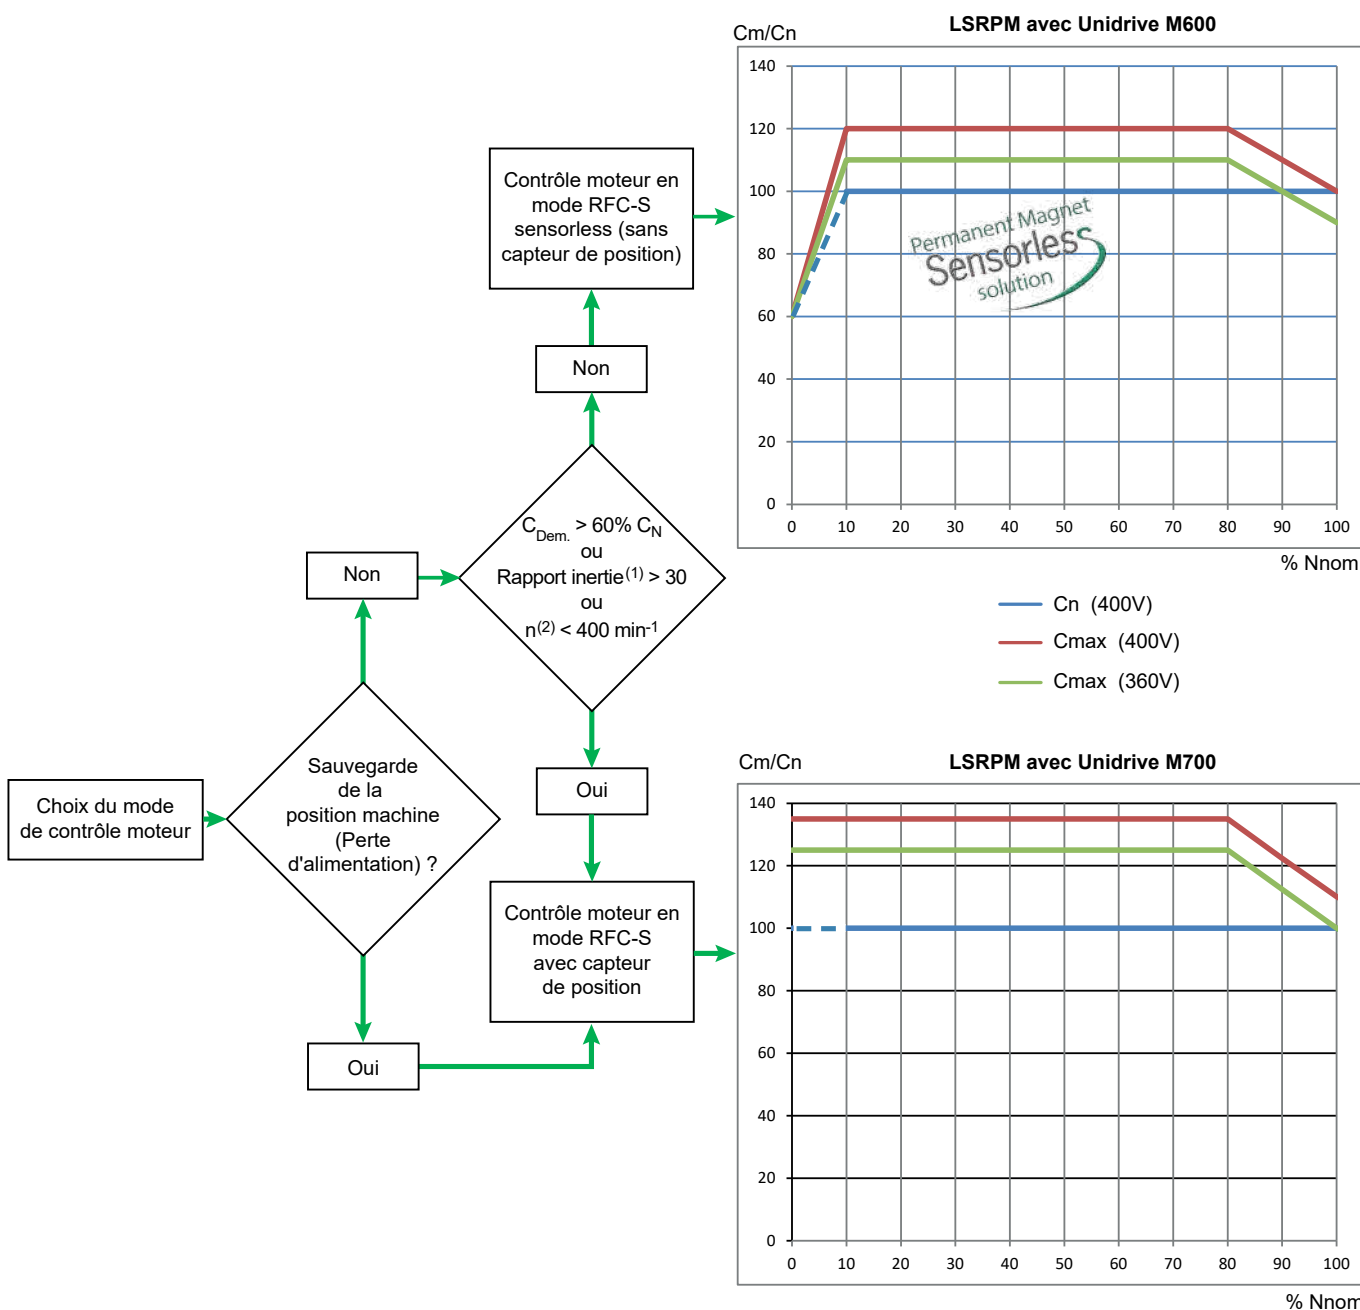 Choix du mode
de contrôle moteur
Sauvegarde
de la
position machine
(Perte
d'alimentation) ?
Non
Oui
C Dem. > 60% C N
ou
Rapport inertie(1) > 30
ou
n(2) < 400 min-1
Non
Oui
Contrôle moteur en
mode RFC-S
sensorless (sans
capteur de position)
Contrôle moteur en
mode RFC-S
avec capteur
de position
Cm/Cn
LSRPM avec Unidrive M600
140
120
100
80
60
40
20
0
0 10 20 30 40 50 60 70 80 90 100
% Nnom
Permanent Magnet
Sensorless
solution
Cn (400V)
Cmax (400V)
Cmax (360V)
Cm/Cn
LSRPM avec Unidrive M700
140
120
100
80
60
40
20
0
0 10 20 30 40 50 60 70 80 90 100
% Nnom